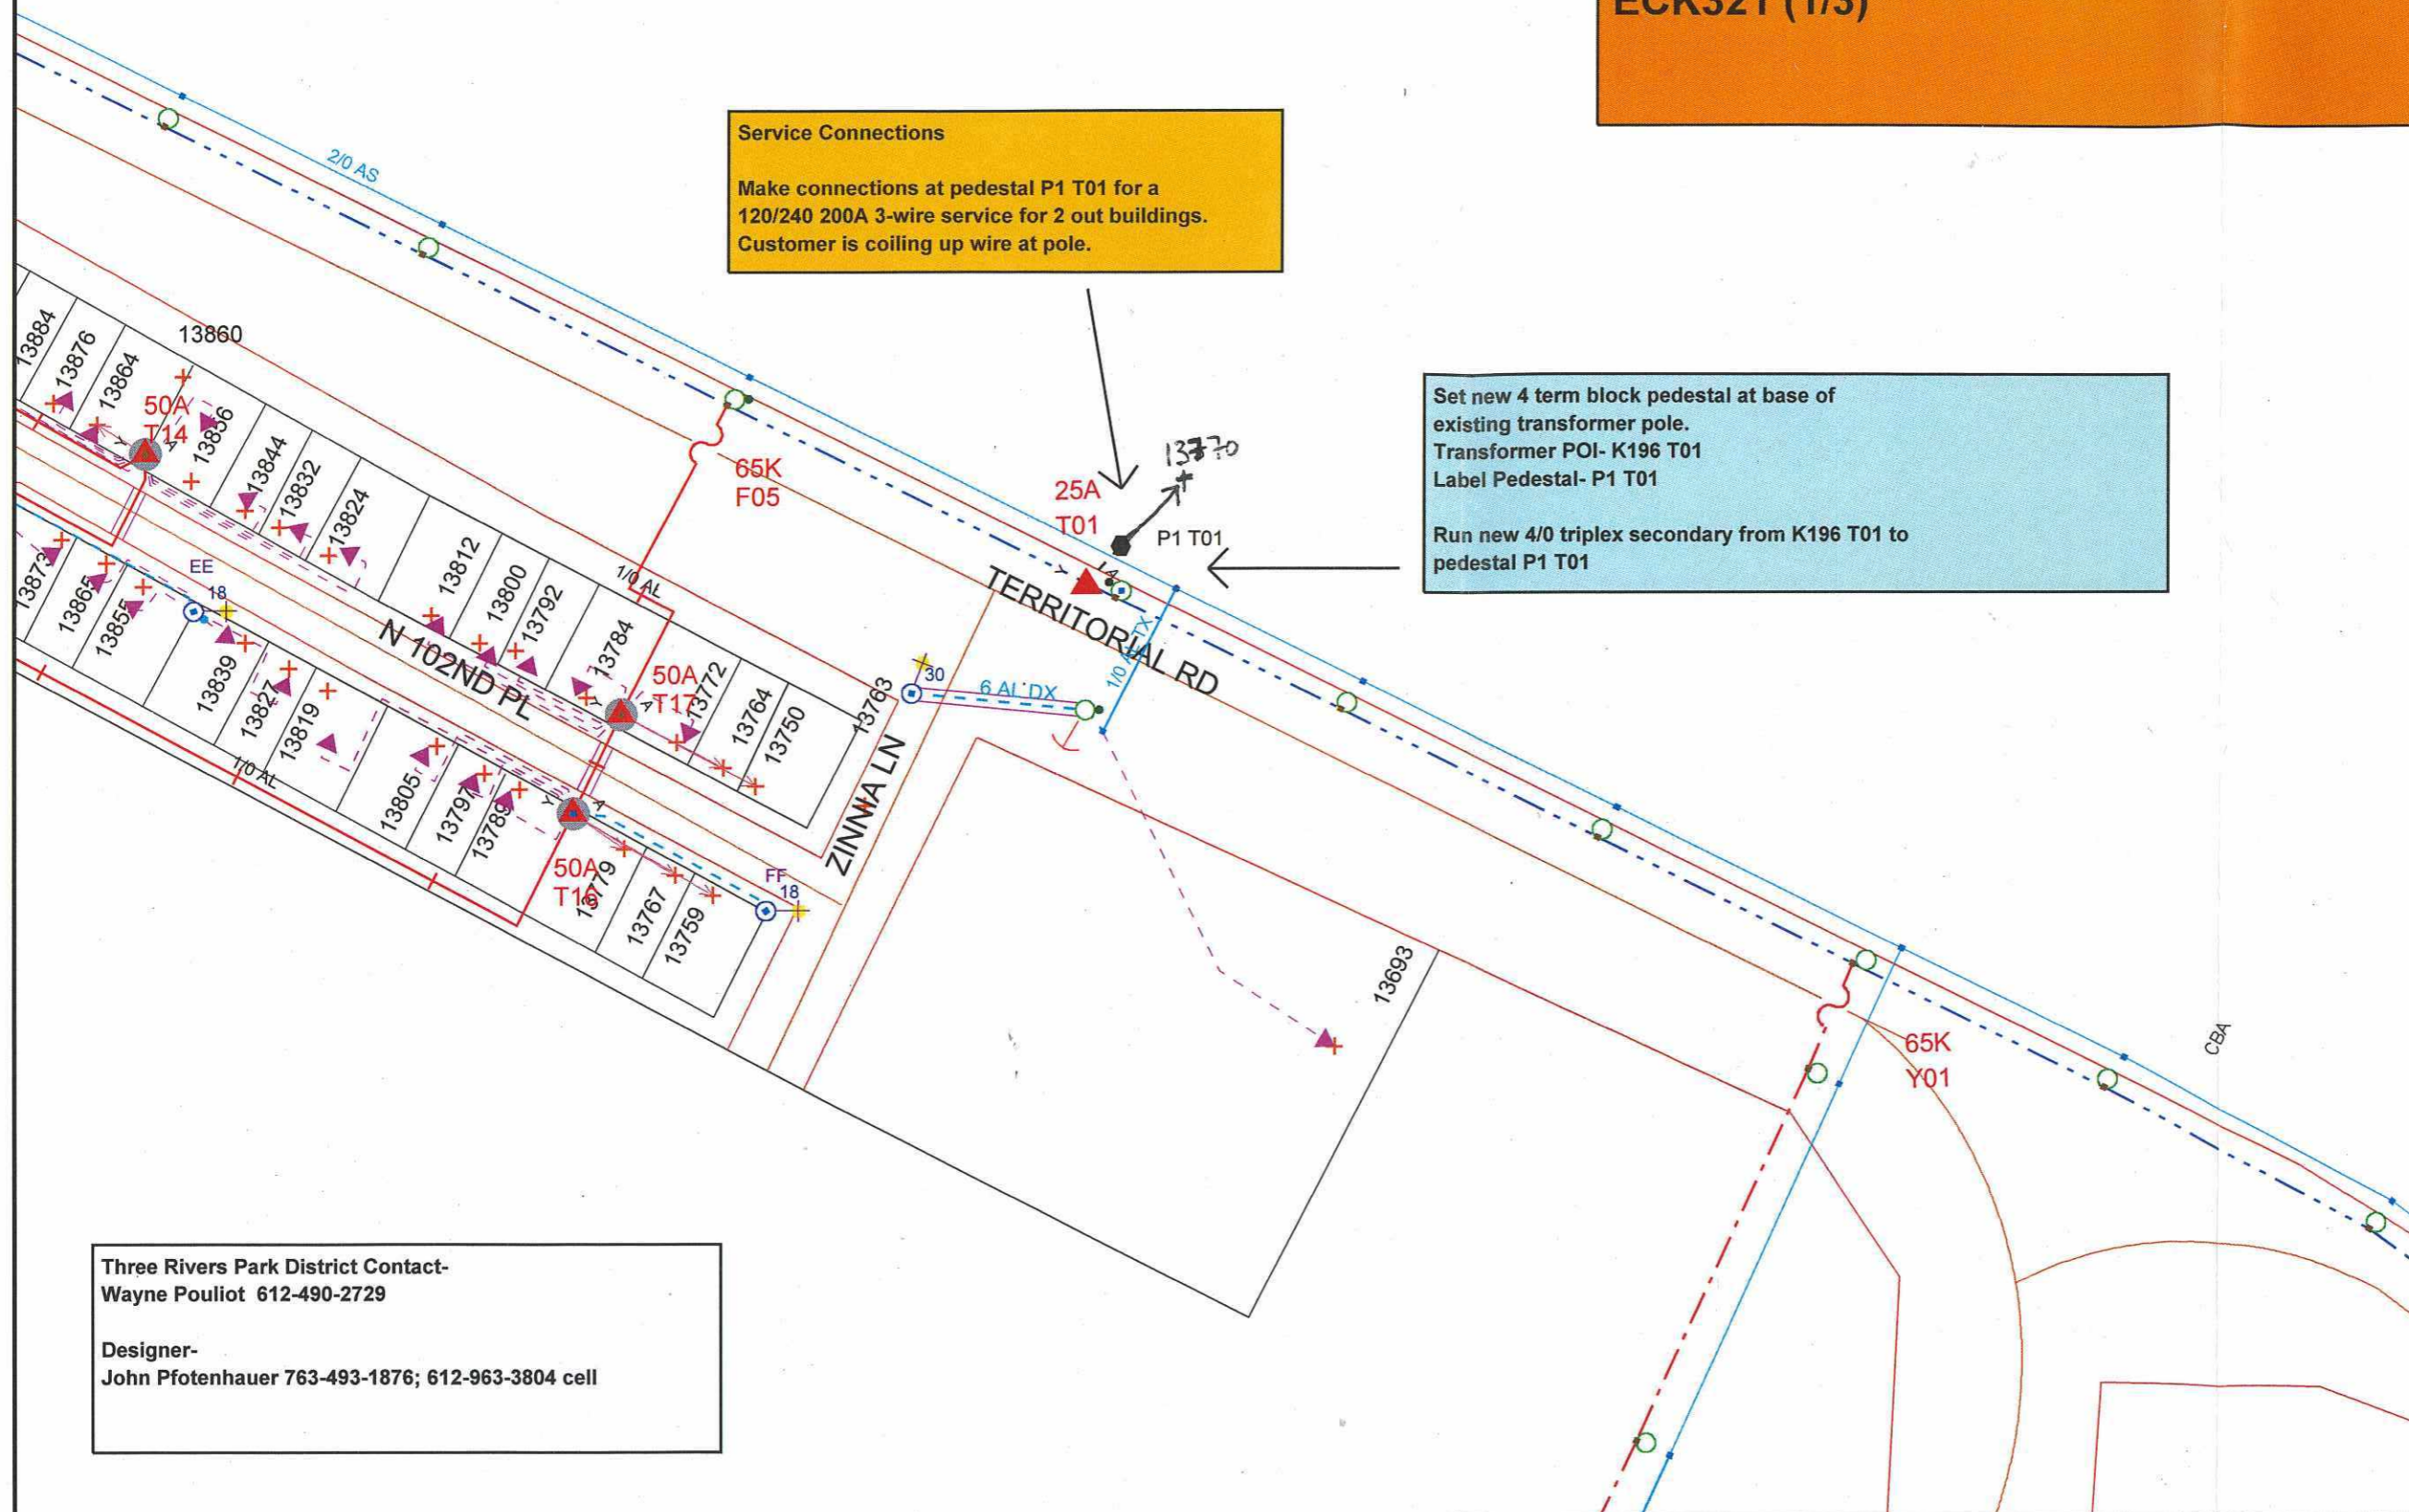 ECK321 (1/3)
Service Connections
Make connections at pedestal P1 T01 for a
120/240 200A 3-wire service for 2 out buildings.
Customer is coiling up wire at pole.
Set new 4 term block pedestal at base of
existing transformer pole.
Transformer POI- K196 T01
Label Pedestal- P1 T01
Run new 4/0 triplex secondary from K196 T01 to
pedestal P1 T01
2/0 AS
13860
13884
13876
13864
50A
T14
Y
A
13856
13844
13832
13824
13812
13800
13792
13784
1/0 AL
65K
F05
25A
T01
13770
P1 T01
Y
1A
TERRITORIAL RD
1/0 A TX
50A
T17
Y
A
13772
13764
13750
13763
30
6 AL DX
ZINNIA LN
N 102ND PL
13873
13865
13855
EE
18
13839
13827
13819
1/0 AL
13805
13797
13789
Y
A
50A
T16
13779
13767
13759
FF
18
13693
65K
Y01
CBA
Three Rivers Park District Contact-
Wayne Pouliot 612-490-2729
Designer-
John Pfotenhauer 763-493-1876; 612-963-3804 cell